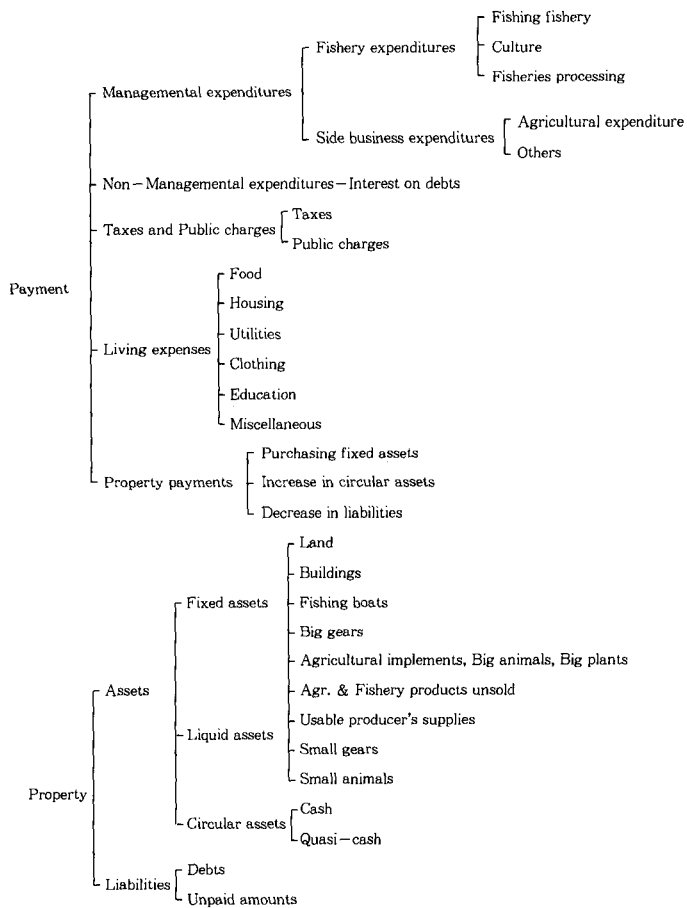 Fishing fishery
Fishery expenditures
Culture
Fisheries processing
Managemental expenditures
Agricultural expenditure
Side business expenditures
Others
Non-Managemental expenditures-Interest on debts
Taxes
Taxes and Public charges
Public charges
Payment
Food
Housing
Utilities
Living expenses
Clothing
Education
Miscellaneous
Purchasing fixed assets
Property payments
Increase in circular assets
Decrease in liabilities
Land
Buildings
Fixed assets
Fishing boats
Big gears
Agricultural implements, Big animals, Big plants
Assets
Agr. & Fishery products unsold
Usable producer's supplies
Liquid assets
Small gears
Small animals
Property
Cash
Circular assets
Quasi-cash
Debts
Liabilities
Unpaid amounts